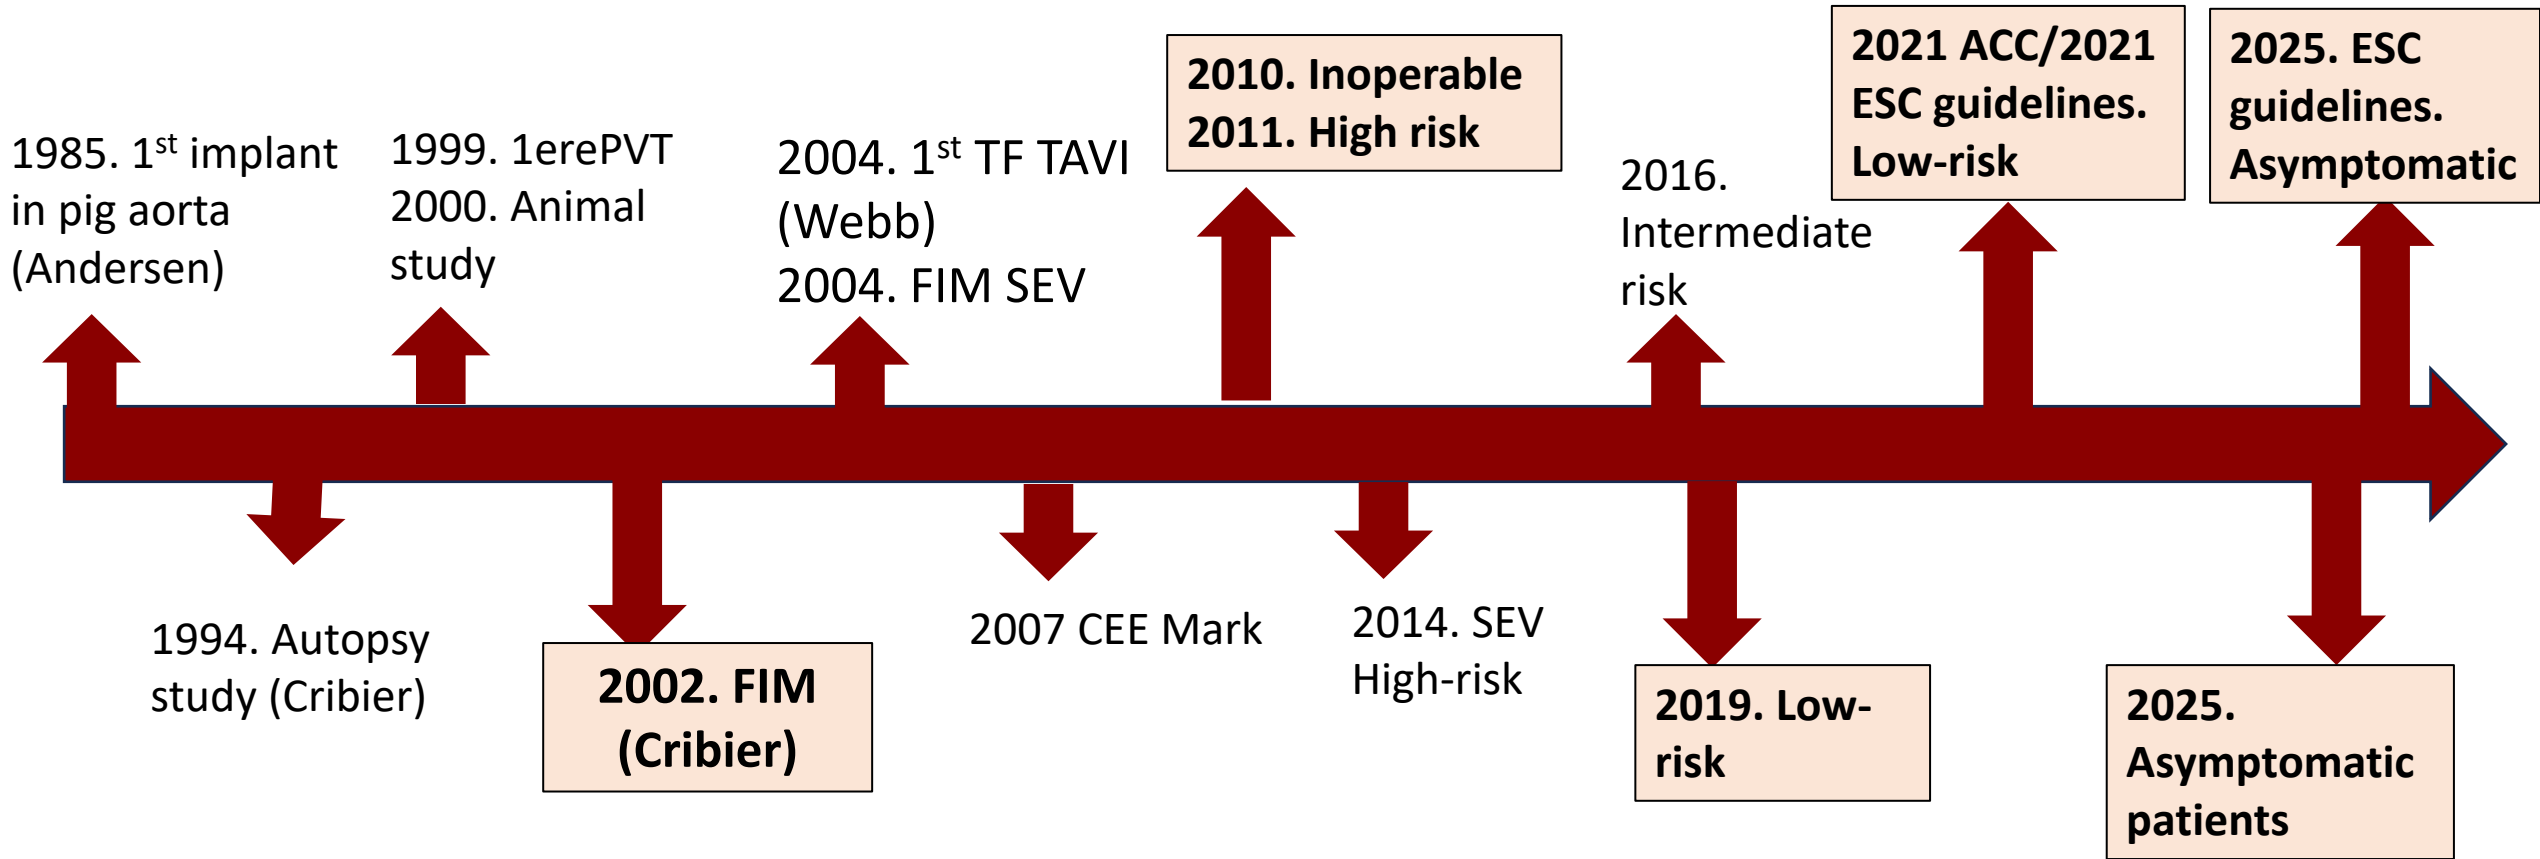 1985. 1st implant
in pig aorta
(Andersen)
1999. 1erePVT
2000. Animal
study
2004. 1st TF TAVI
(Webb)
2004. FIM SEV
2010. Inoperable
2011. High risk
2016.
Intermediate
risk
2021 ACC/2021
ESC guidelines.
Low-risk
2025. ESC
guidelines.
Asymptomatic
1994. Autopsy
study (Cribier)
2002. FIM
(Cribier)
2007 CEE Mark
2014. SEV
High-risk
2019. Low-
risk
2025.
Asymptomatic
patients